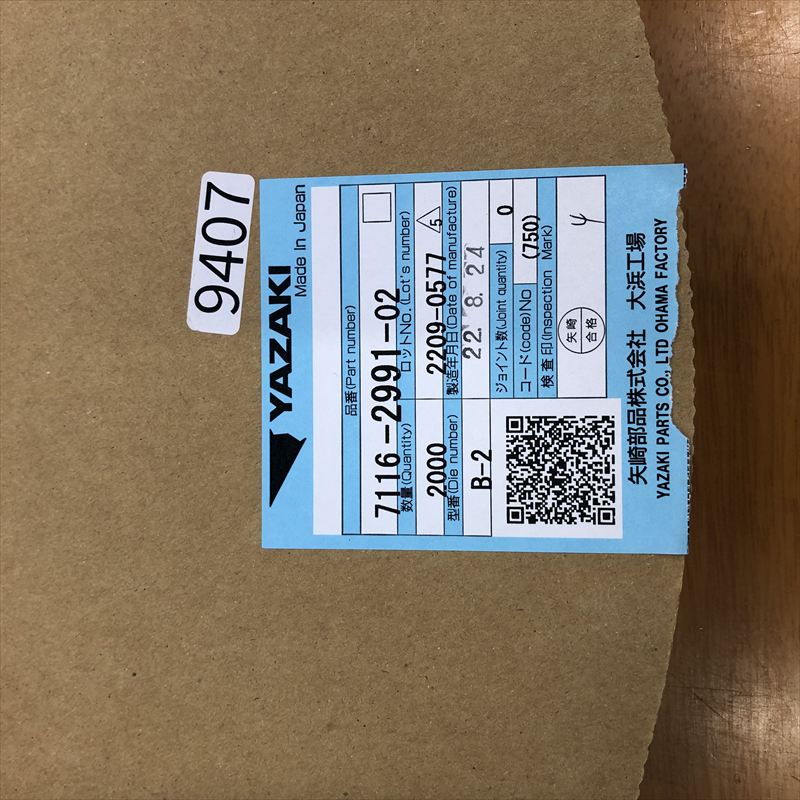 9407
YAZAKI
Made In Japan
品番(Part number)
7116-2991-02
数量(Quantity)
ロットNO.(Lot's number)
2000
2209-0577
5
型番(Die number)
製造年月日(Date of manufacture)
B-2
22. 8. 24
ジョイント数(Joint quantity)
0
コード(code)No
(750)
検査印(Inspection Mark)
矢崎
合格
矢崎部品株式会社 大浜工場
YAZAKI PARTS CO., LTD OHAMA FACTORY